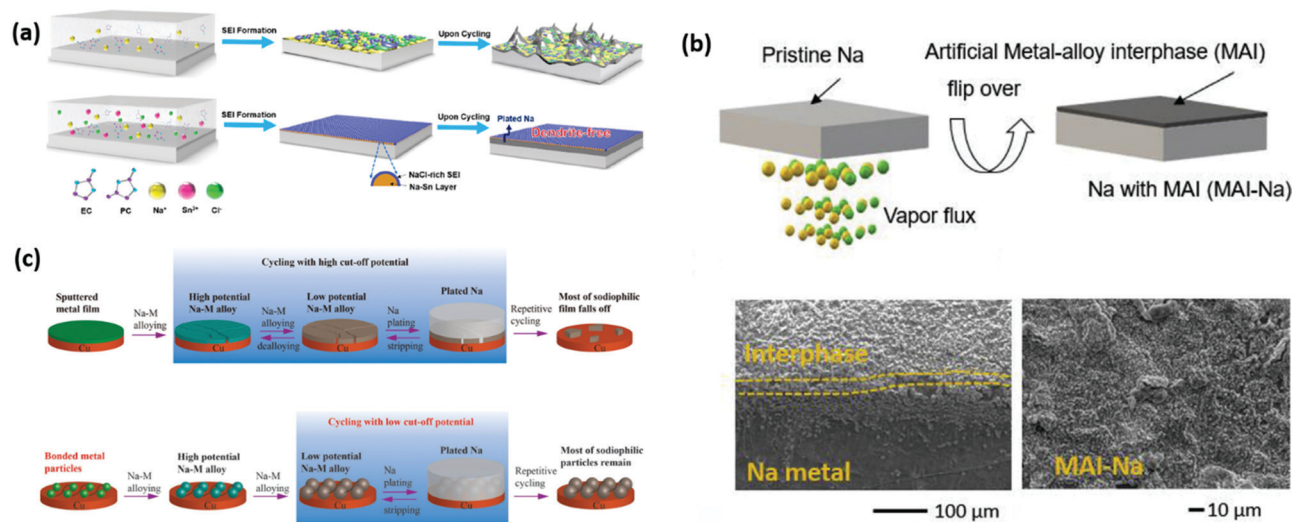 (a)
SEI Formation
Upon Cycling
SEI Formation
Upon Cycling
Plated Na
Dendrite-free
NaCl-rich SEI
Na-Sn Layer
EC
PC
Na⁺
Sn²⁺
Cl⁻
(b)
Pristine Na
Artificial Metal-alloy interphase (MAI)
flip over
Na with MAI (MAI-Na)
Vapor flux
Interphase
Na metal
100 μm
MAI-Na
10 μm
(c)
Cycling with high cut-off potential
Sputtered
metal film
Na-M
alloying
High potential
Na-M alloy
Na-M
alloying
dealloying
Low potential
Na-M alloy
Na
plating
stripping
Plated Na
Repetitive
cycling
Most of sodiophilic
film falls off
Cu
Cu
Cu
Cu
Cu
Cycling with low cut-off potential
Bonded metal
particles
Na-M
alloying
High potential
Na-M alloy
Na-M
alloying
Low potential
Na-M alloy
Na
plating
stripping
Plated Na
Repetitive
cycling
Most of sodiophilic
particles remain
Cu
Cu
Cu
Cu
Cu